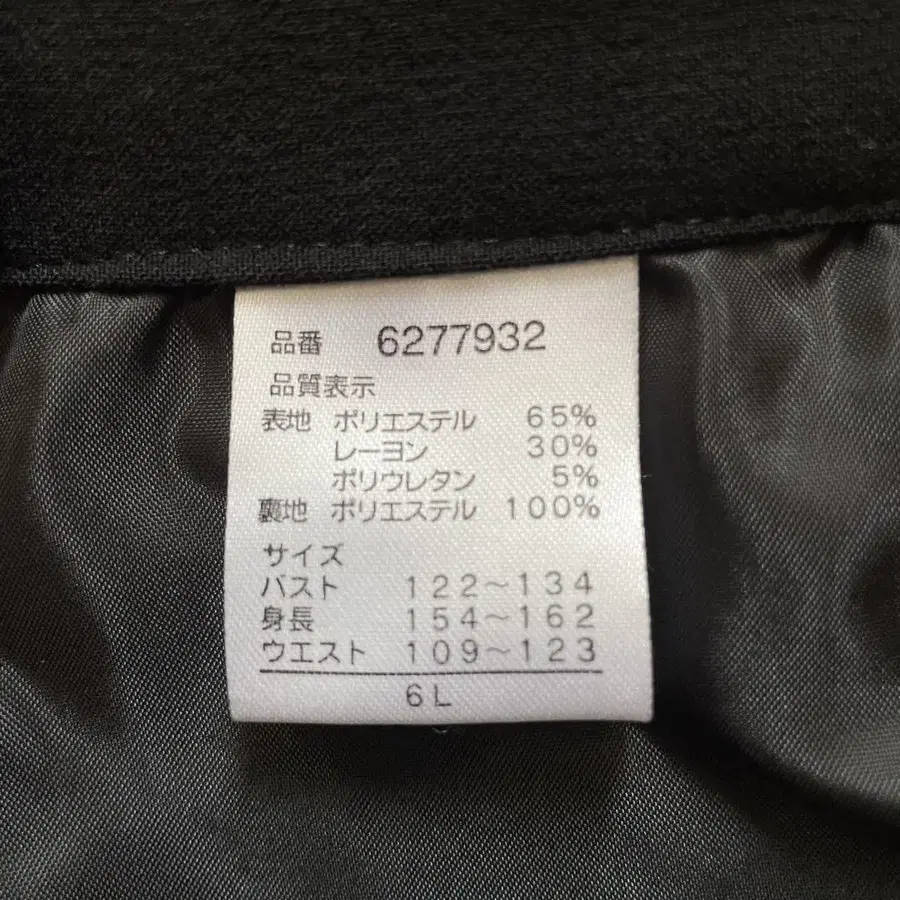 品番 6277932
品質表示
表地 ポリエステル 65%
レーヨン 30%
ポリウレタン 5%
裏地 ポリエステル 100%
サイズ
バスト 122～134
身長 154～162
ウエスト 109～123
6L